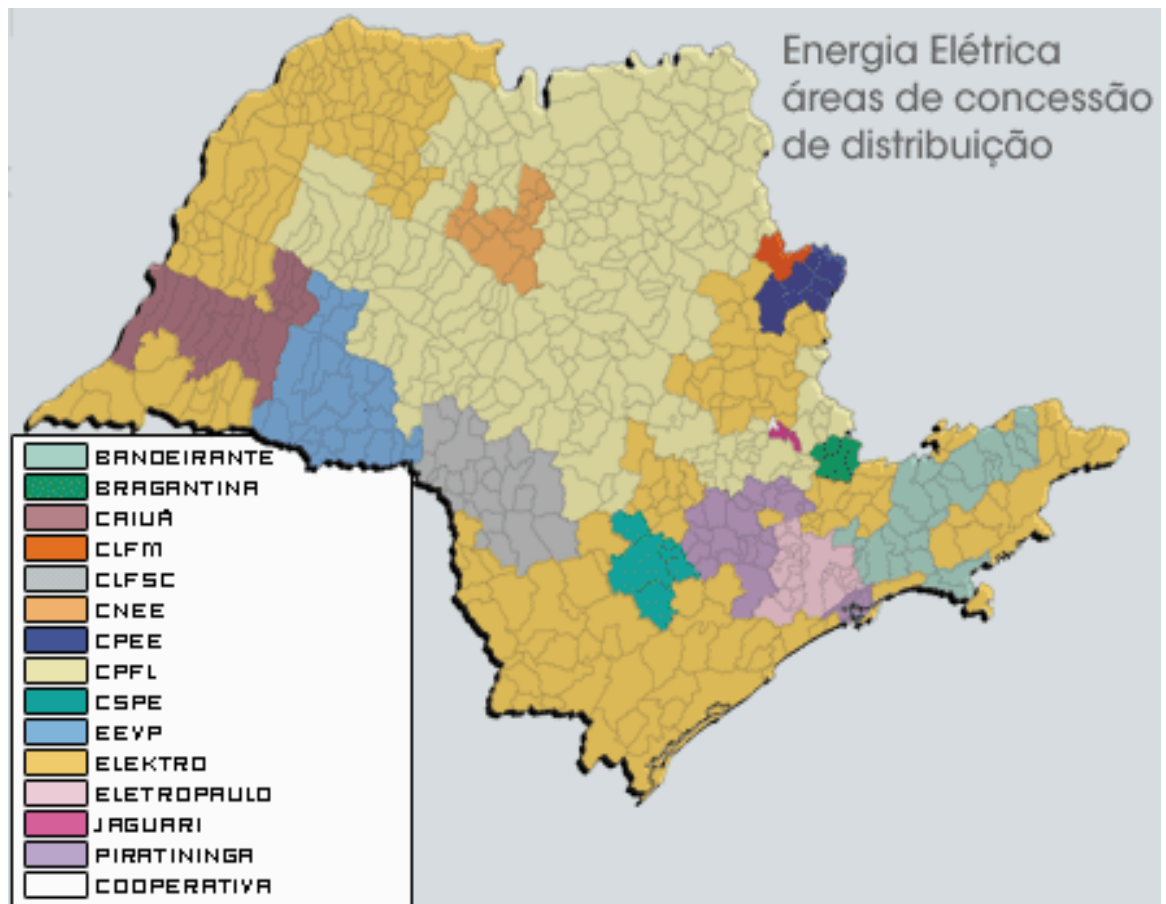 Energia Elétrica
áreas de concessão
de distribuição
BANDEIRANTE
BRAGANTINA
CAIUÁ
CLFM
CLFSC
CNEE
CPEE
CPFL
CSPE
EEVP
ELEKTRO
ELETROPAULO
JAGUARI
PIRATININGA
COOPERATIVA